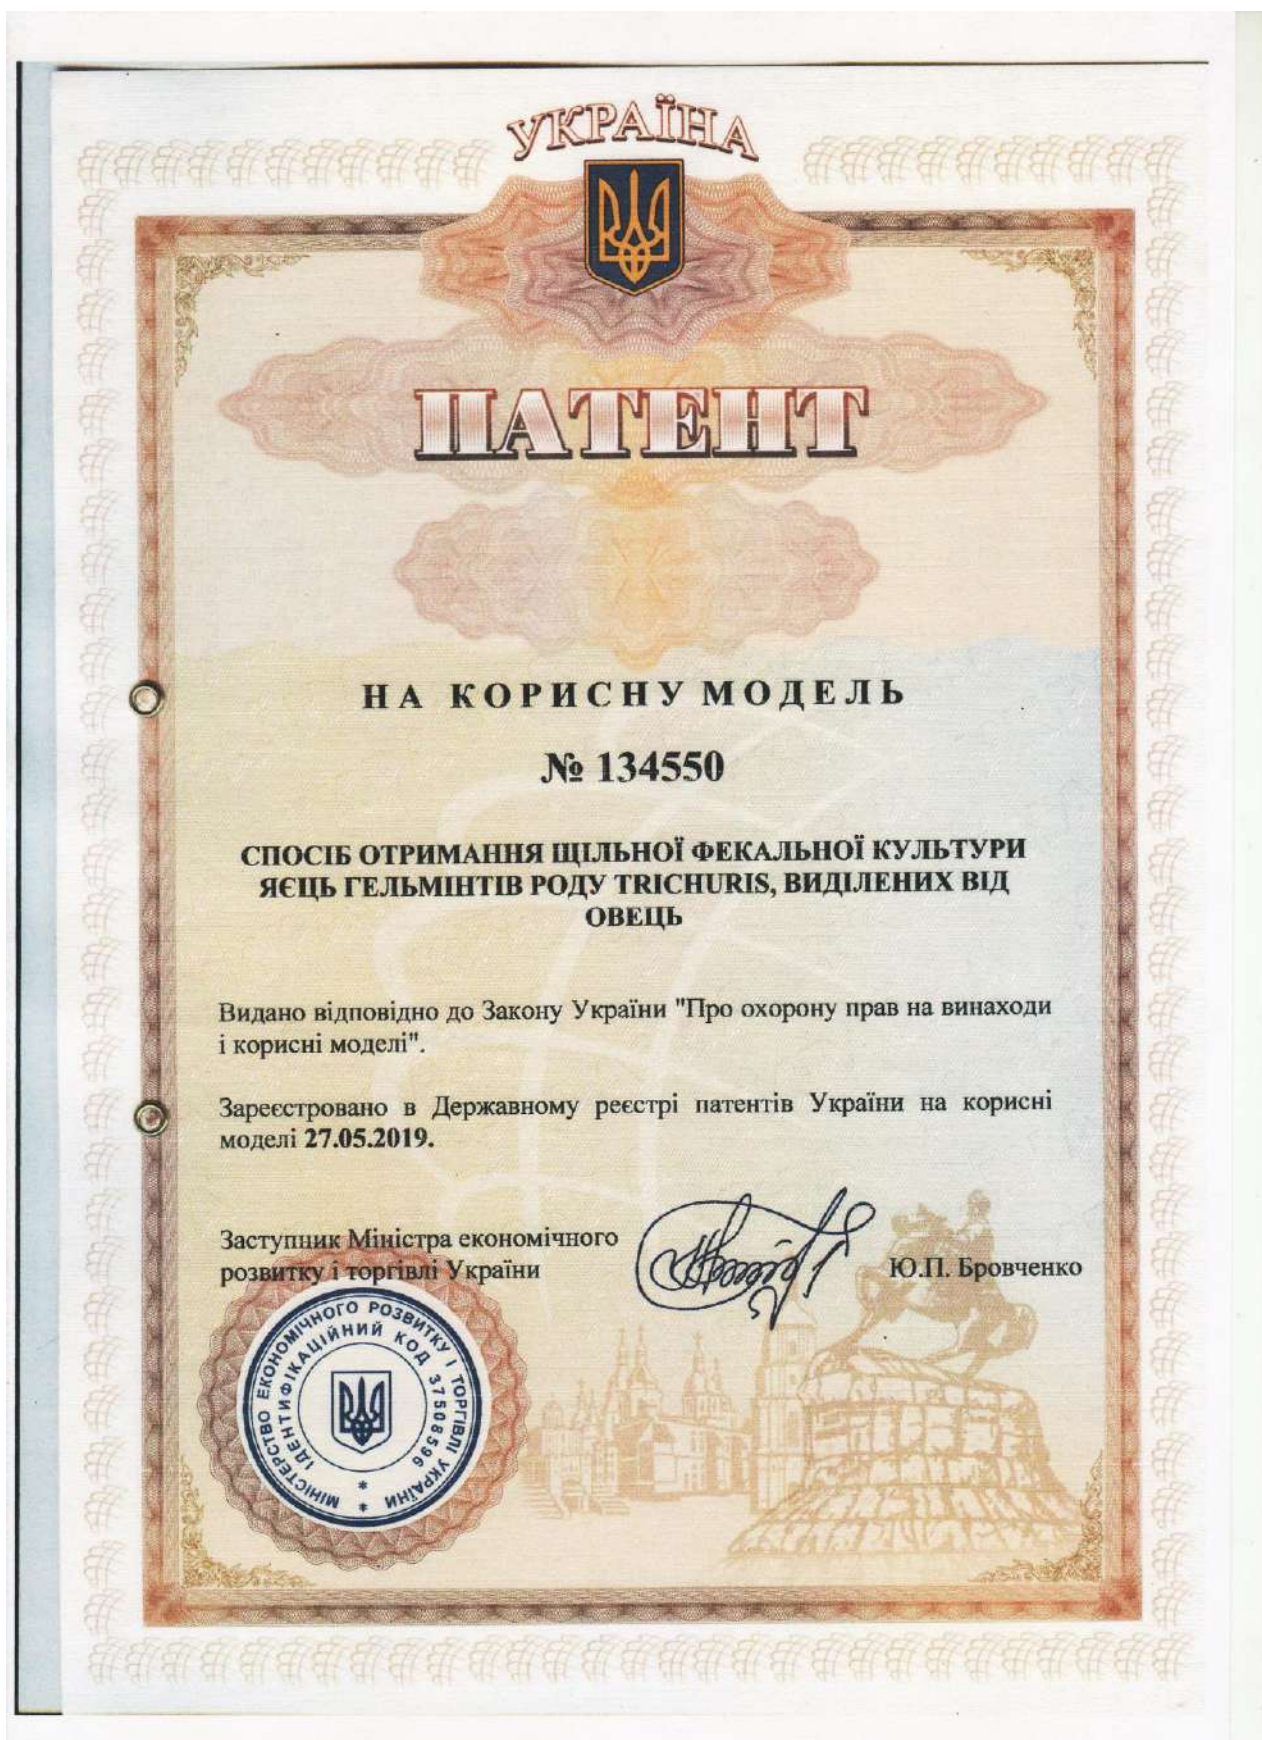 УКРАЇНА
ПАТЕНТ
НА КОРИСНУ МОДЕЛЬ
№ 134550
СПОСІБ ОТРИМАННЯ ЩІЛЬНОЇ ФЕКАЛЬНОЇ КУЛЬТУРИ
ЯЄЦЬ ГЕЛЬМІНТІВ РОДУ TRICHURIS, ВИДІЛЕНИХ ВІД
ОВЕЦЬ
Видано відповідно до Закону України "Про охорону прав на винаходи
і корисні моделі".
Зареєстровано в Державному реєстрі патентів України на корисні
моделі 27.05.2019.
Заступник Міністра економічного
розвитку і торгівлі України
Ю.П. Бровченко
МІНІСТЕРСТВО ЕКОНОМІЧНОГО РОЗВИТКУ І ТОРГІВЛІ УКРАЇНИ
ІДЕНТИФІКАЦІЙНИЙ КОД 37508596